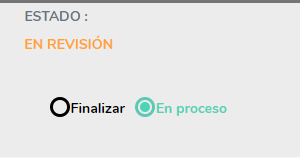 ESTADO :
EN REVISIÓN
Finalizar En proceso